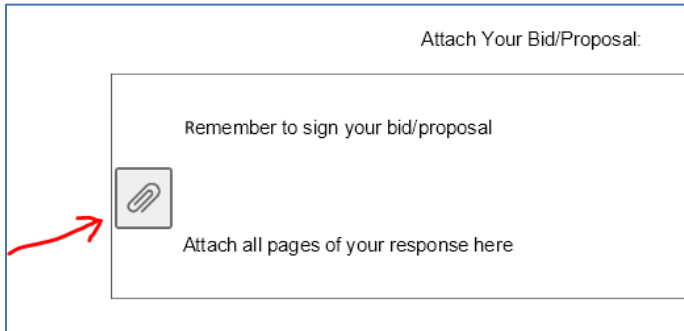 Attach Your Bid/Proposal:
Remember to sign your bid/proposal
Attach all pages of your response here